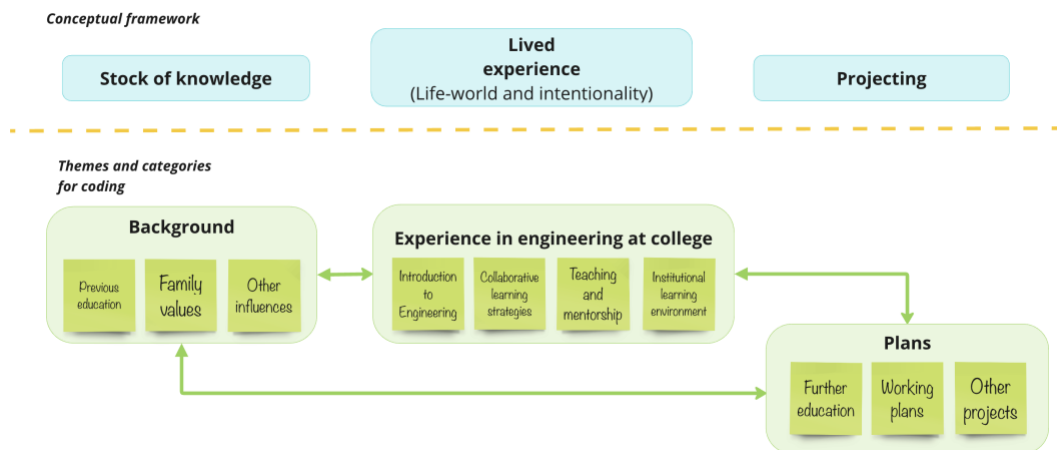 Conceptual framework
Stock of knowledge
Lived
experience
(Life-world and intentionality)
Projecting
Themes and categories
for coding
Background
Previous
education
Family
values
Other
influences
Experience in engineering at college
Introduction
to
Engineering
Collaborative
learning
strategies
Teaching
and
mentorship
Institutional
learning
environment
Plans
Further
education
Working
plans
Other
projects